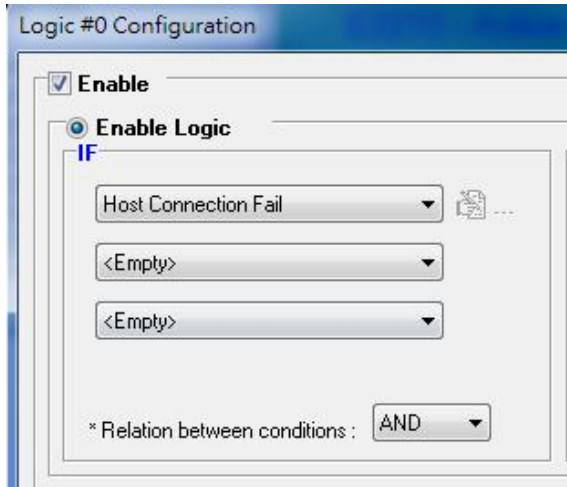 Logic #0 Configuration
Enable
Enable Logic
IF
Host Connection Fail
...
<Empty>
<Empty>
* Relation between conditions : AND